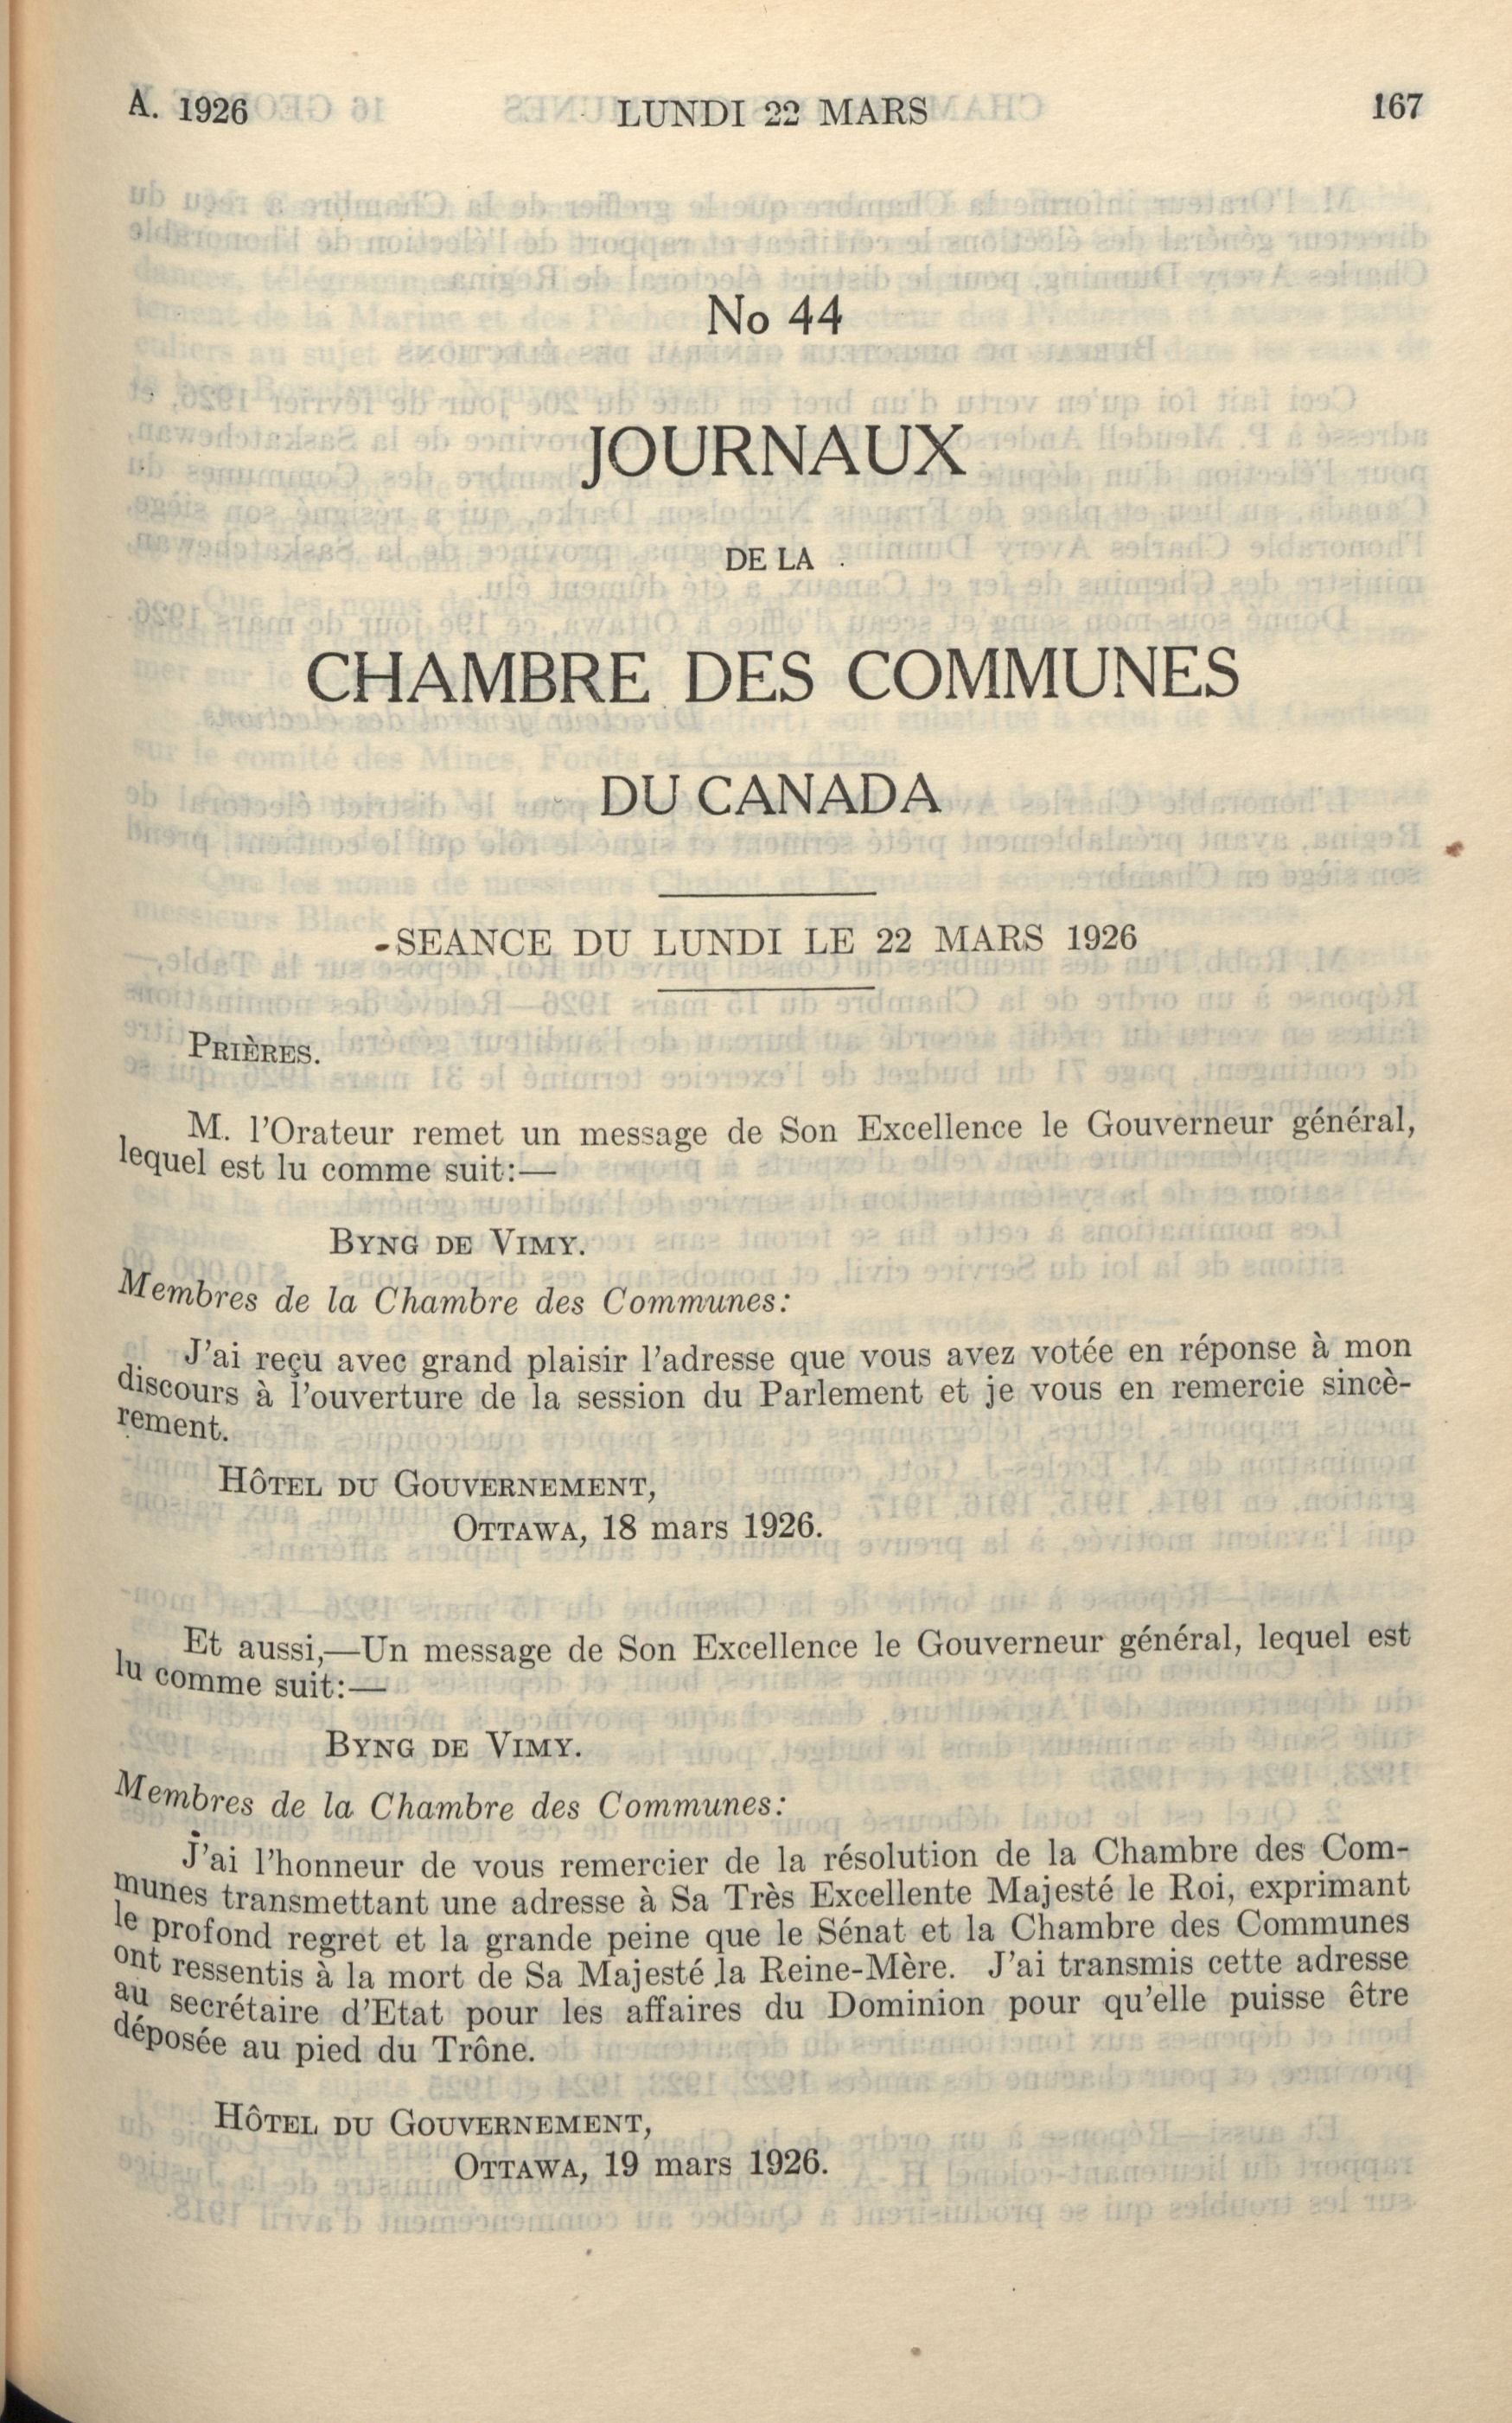 A. 1926 LUNDI 22 MARS 167
No 44
JOURNAUX
DE LA
CHAMBRE DES COMMUNES
DU CANADA
SEANCE DU LUNDI LE 22 MARS 1926
PRIÈRES.
M. l'Orateur remet un message de Son Excellence le Gouverneur général,
lequel est lu comme suit:—
BYNG DE VIMY.
Membres de la Chambre des Communes:
J'ai reçu avec grand plaisir l'adresse que vous avez votée en réponse à mon
discours à l'ouverture de la session du Parlement et je vous en remercie sincè-
rement.
HÔTEL DU GOUVERNEMENT,
OTTAWA, 18 mars 1926.
Et aussi,—Un message de Son Excellence le Gouverneur général, lequel est
lu comme suit:—
BYNG DE VIMY.
Membres de la Chambre des Communes:
J'ai l'honneur de vous remercier de la résolution de la Chambre des Com-
munes transmettant une adresse à Sa Très Excellente Majesté le Roi, exprimant
le profond regret et la grande peine que le Sénat et la Chambre des Communes
ont ressentis à la mort de Sa Majesté la Reine-Mère. J'ai transmis cette adresse
au secrétaire d'Etat pour les affaires du Dominion pour qu'elle puisse être
déposée au pied du Trône.
HÔTEL DU GOUVERNEMENT,
OTTAWA, 19 mars 1926.